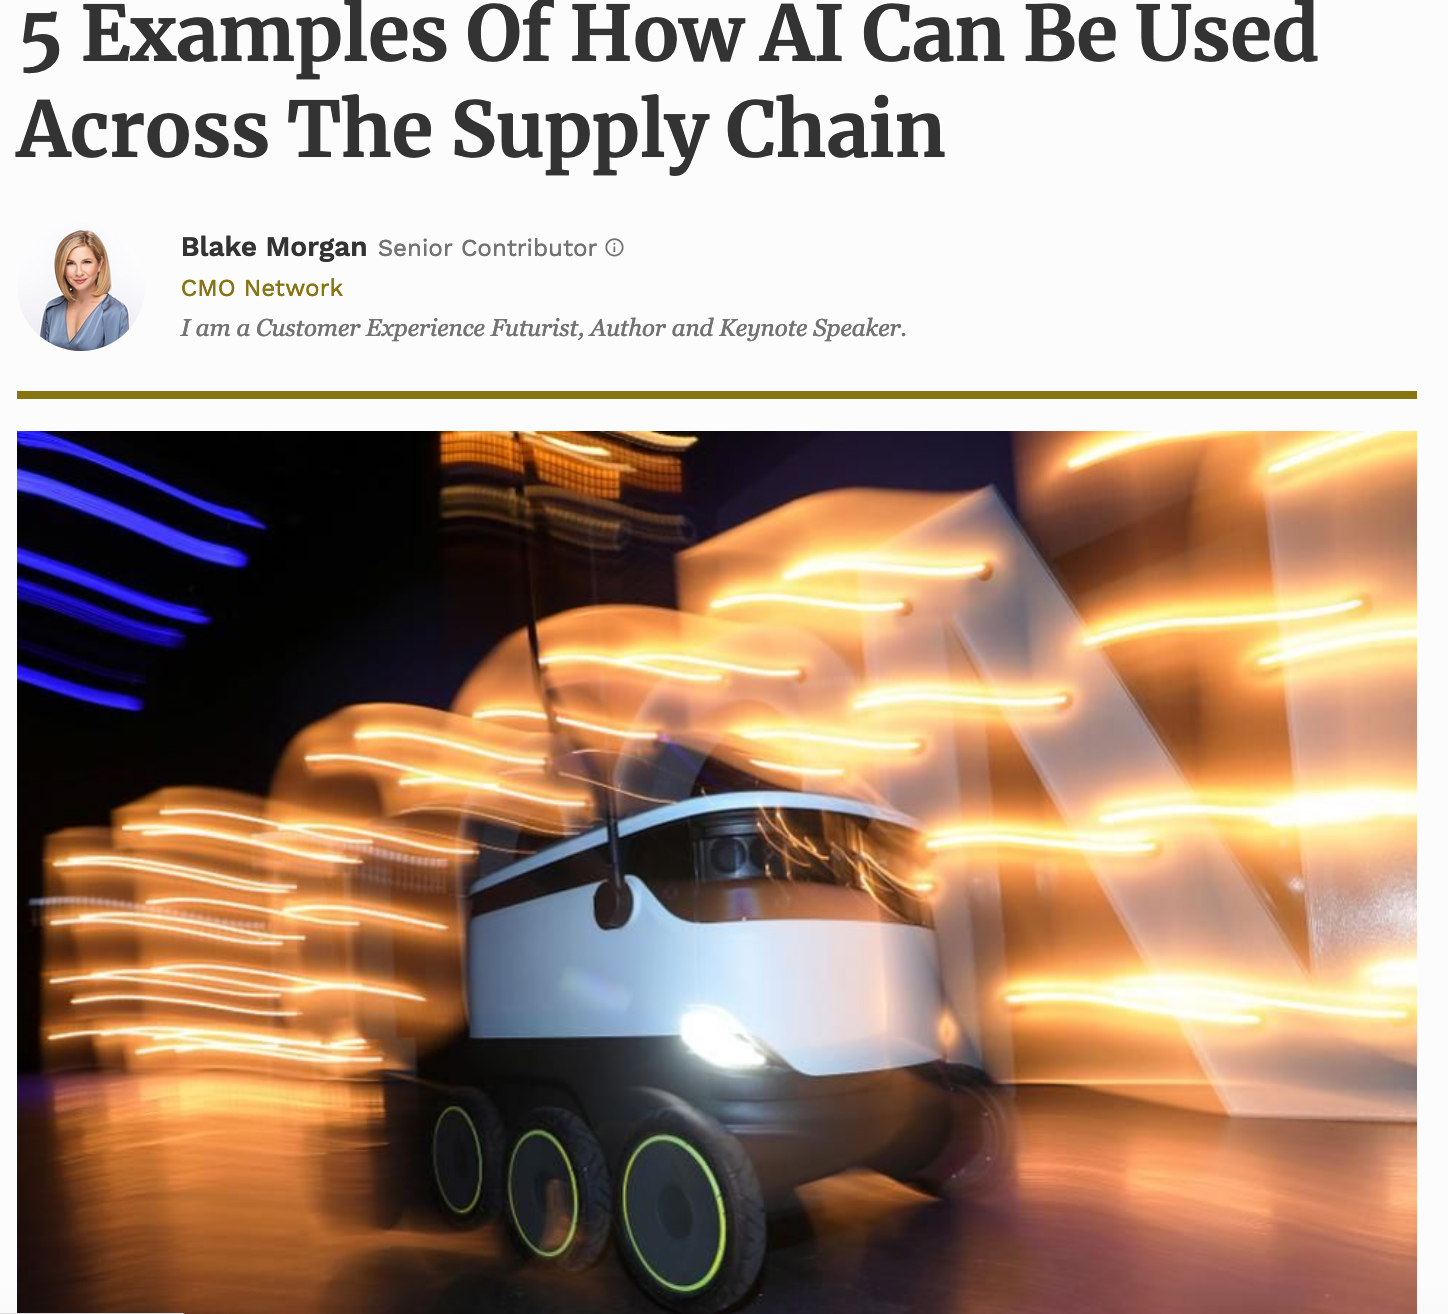 5 Examples Of How AI Can Be Used
Across The Supply Chain
Blake Morgan Senior Contributor
CMO Network
I am a Customer Experience Futurist, Author and Keynote Speaker.